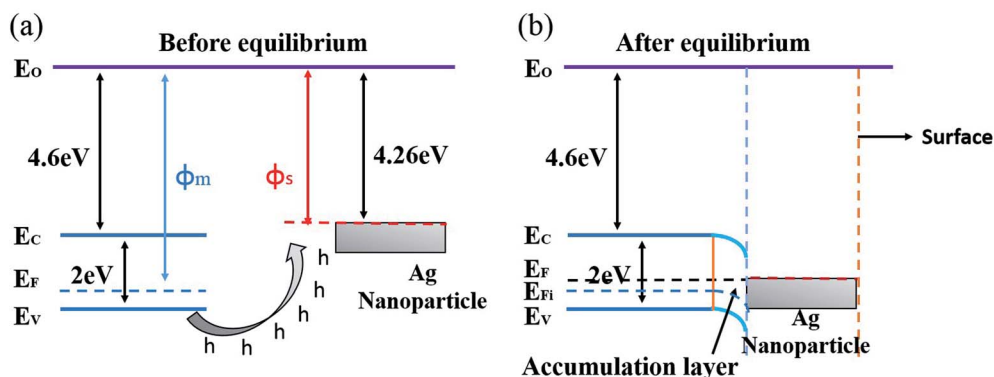 (a)
Before equilibrium
EO
4.6eV
ϕm
ϕs
4.26eV
EC
2eV
EF
EV
h
h
h
h
h
h
Ag
Nanoparticle
(b)
After equilibrium
EO
4.6eV
Surface
EC
EF
2eV
EFi
EV
Ag
Nanoparticle
Accumulation layer